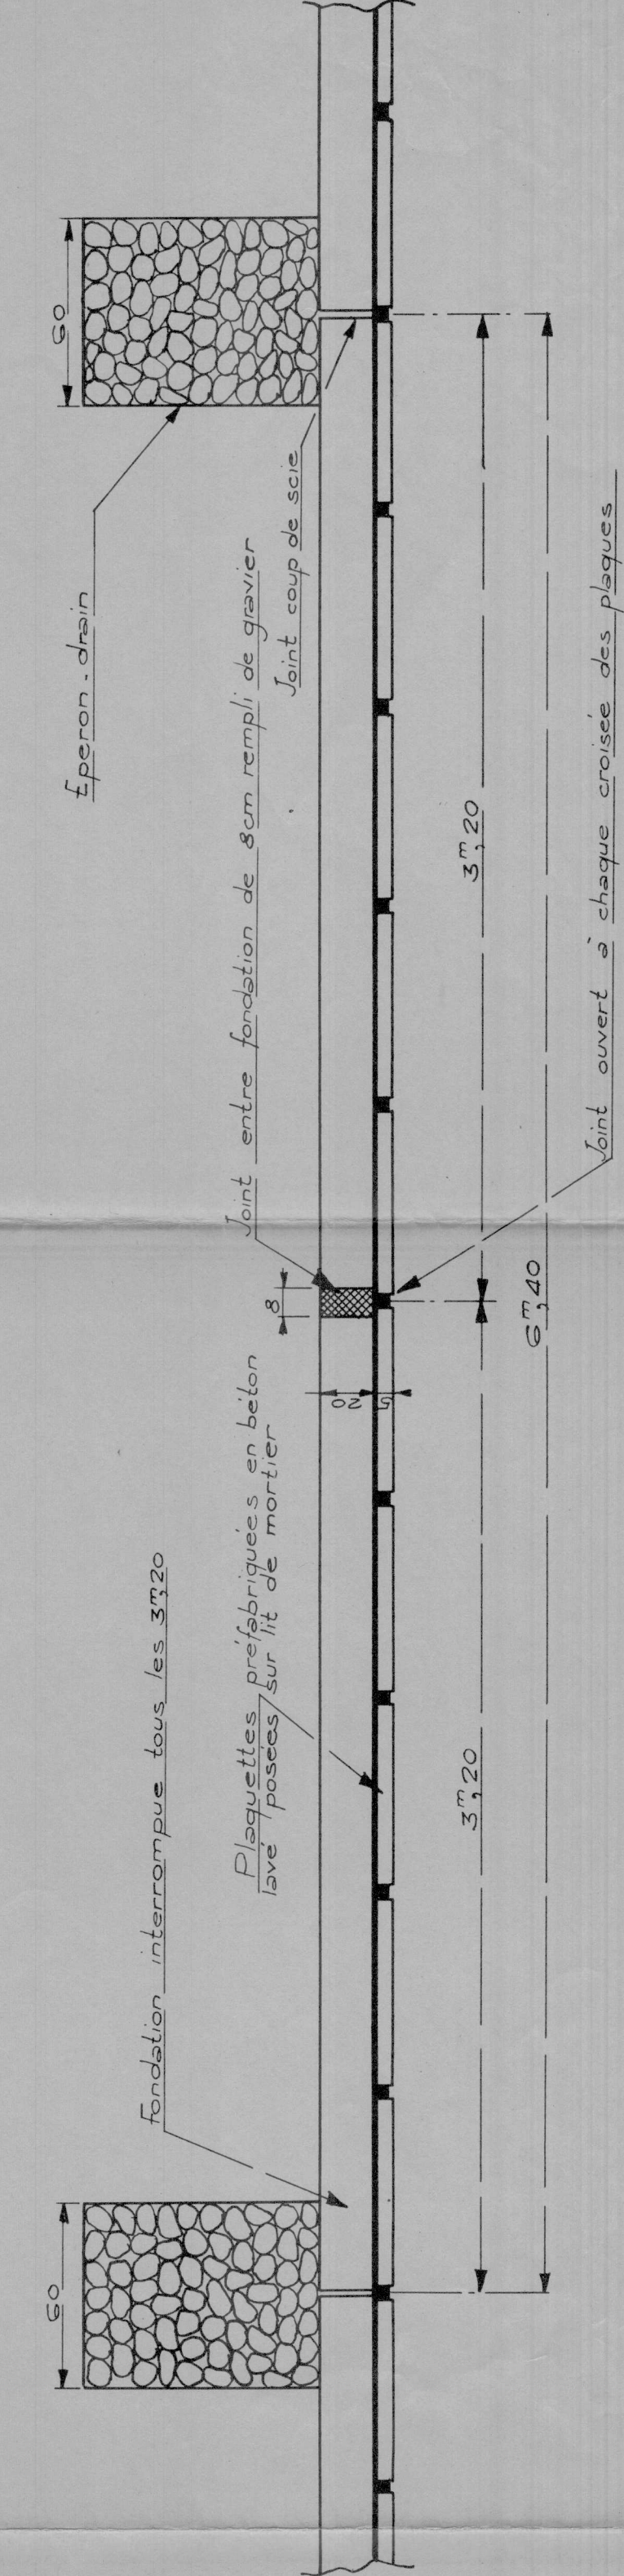 60
60
Éperon-drain
Fondation interrompue tous les 3m,20
Joint entre fondation de 8cm rempli de gravier
Joint coup de scie
Plaquettes préfabriquées en béton
lavé posées sur lit de mortier
8
20
5
3m,20
3m,20
6m,40
Joint ouvert à chaque croisée des plaques